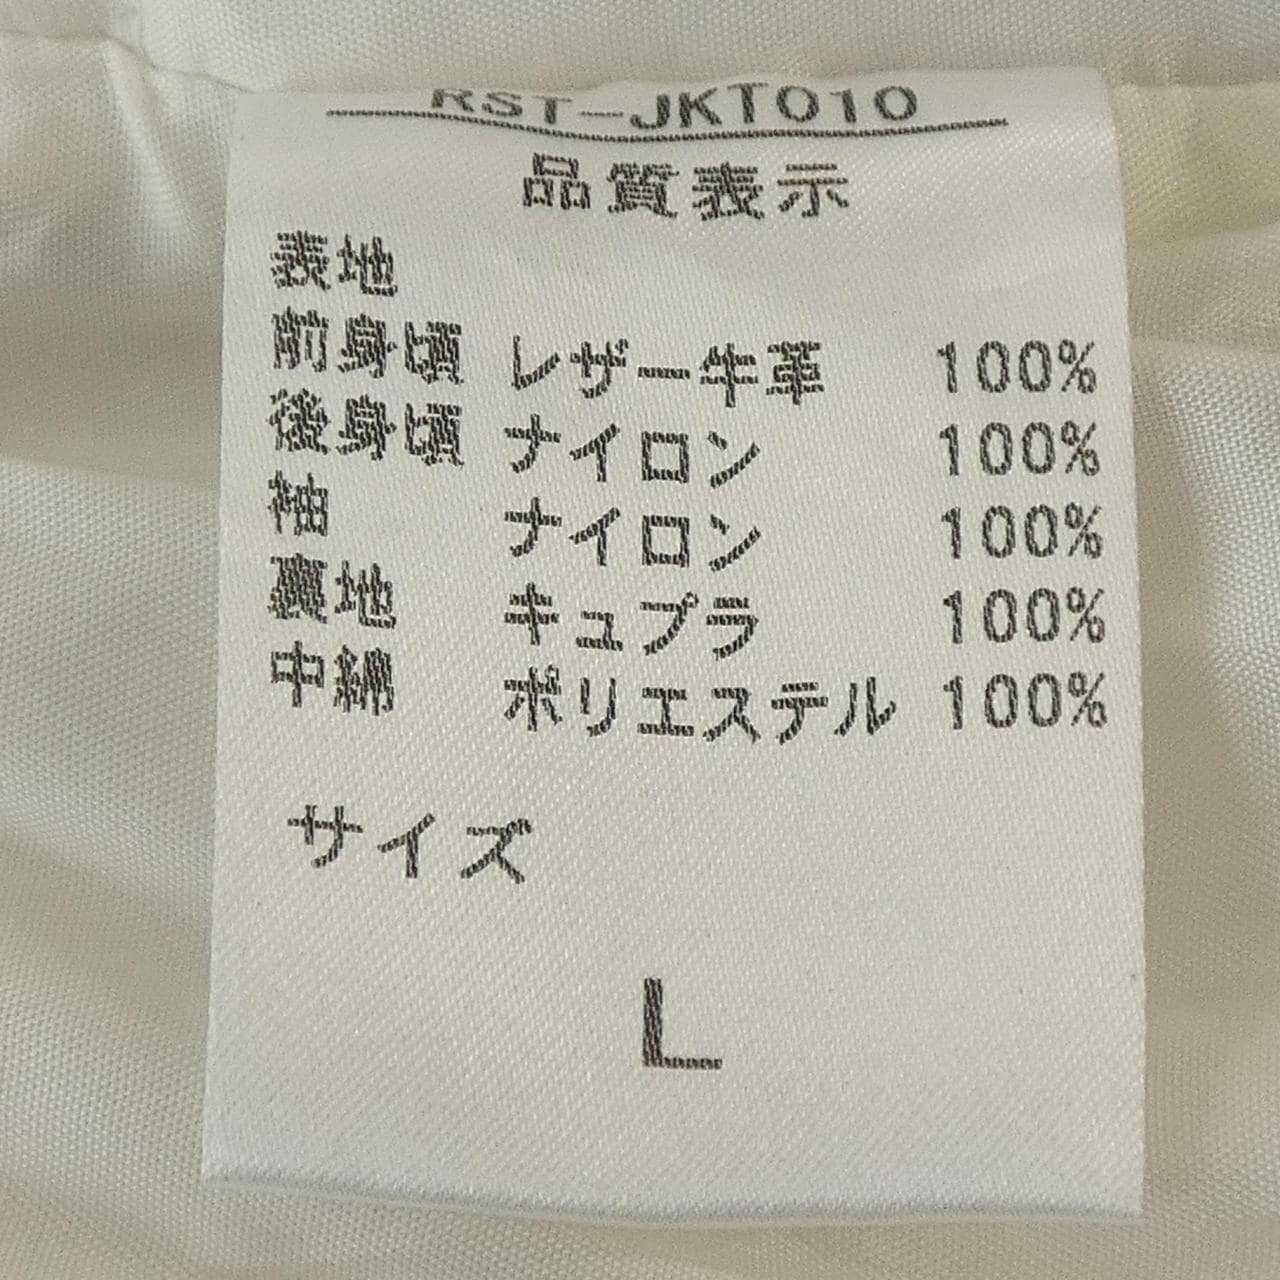 RST-JKT010
品質表示
表地
前身頃 レザー牛革 100%
後身頃 ナイロン 100%
袖 ナイロン 100%
裏地 キュプラ 100%
中綿 ポリエステル 100%
サイズ
L